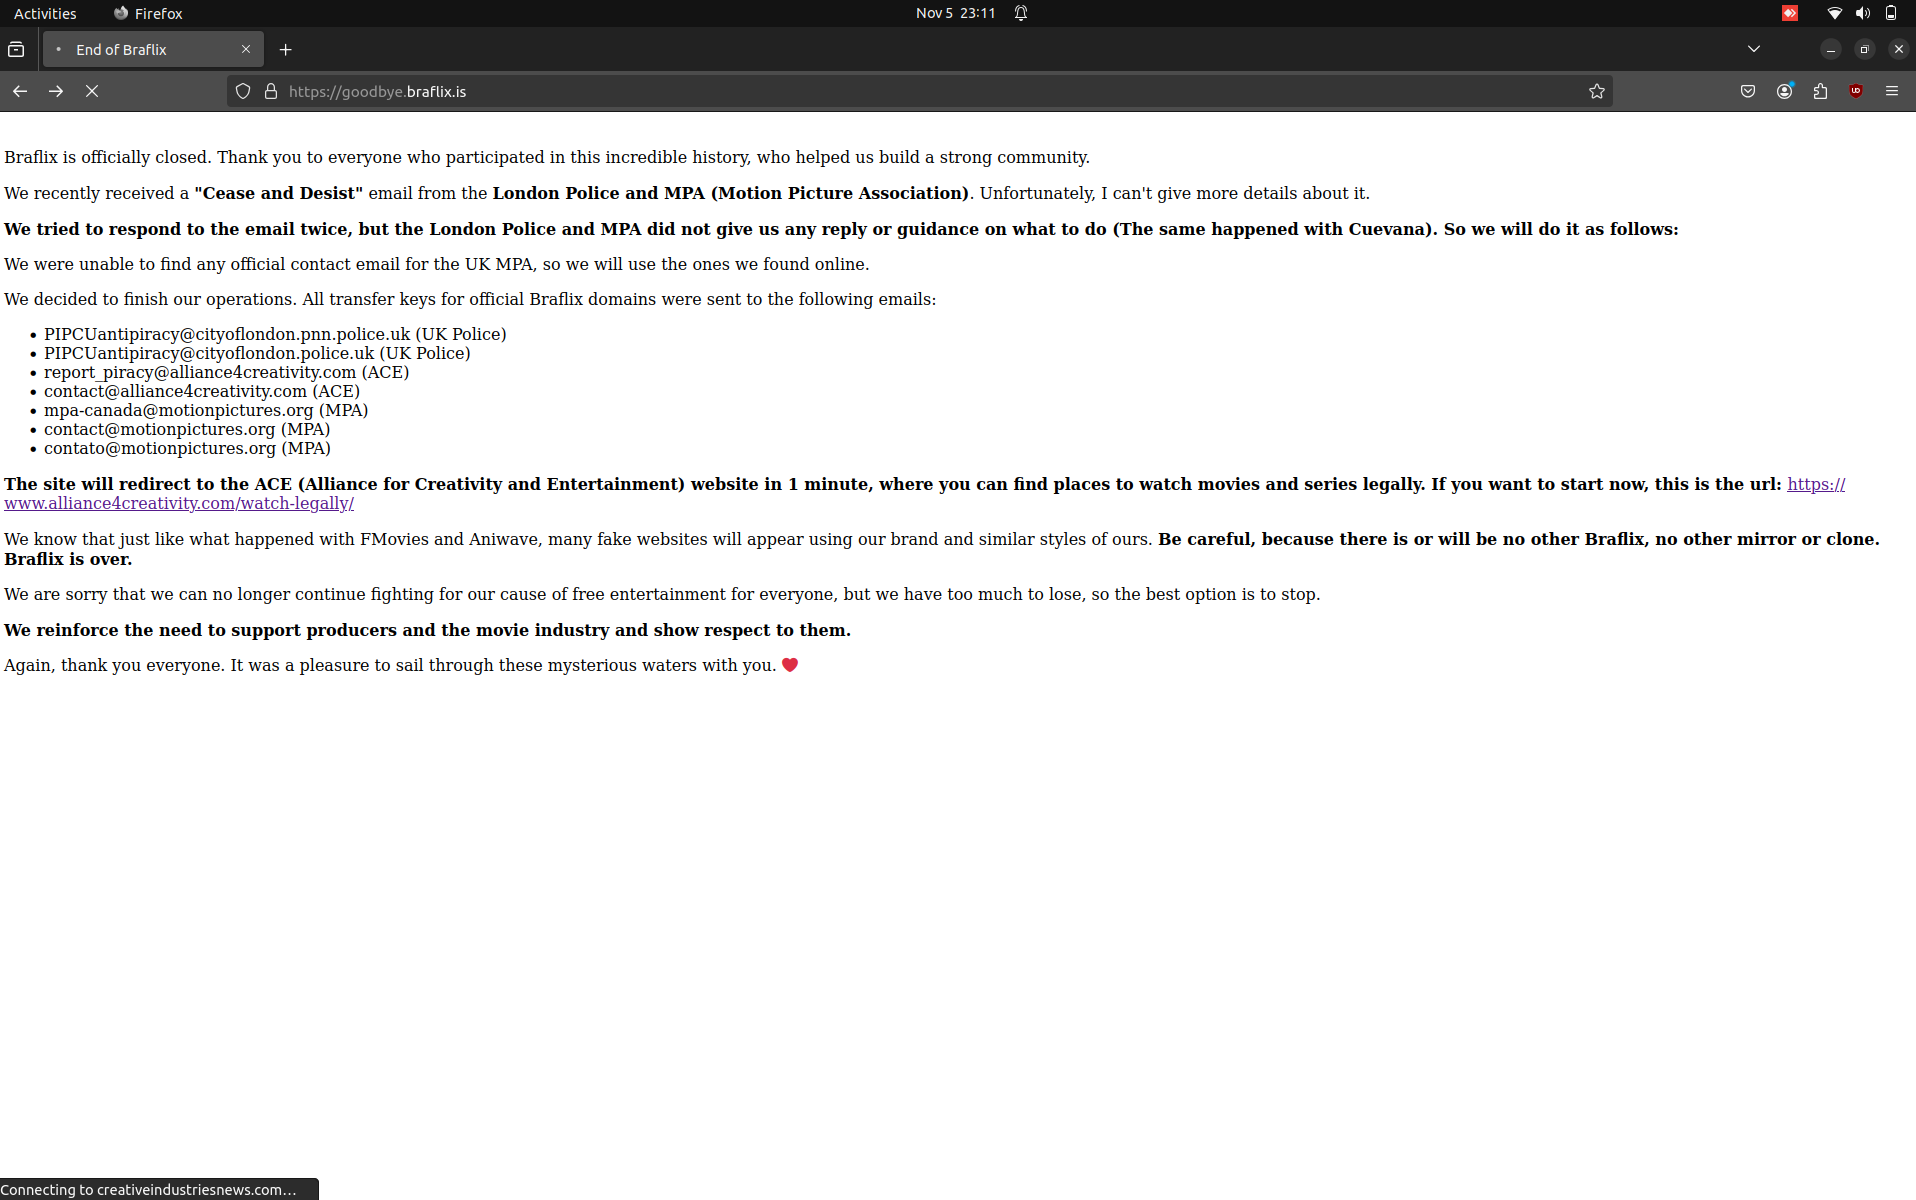 Activities Firefox Nov 5 23:11
End of Braflix
https://goodbye.braflix.is
Braflix is officially closed. Thank you to everyone who participated in this incredible history, who helped us build a strong community.
We recently received a "Cease and Desist" email from the London Police and MPA (Motion Picture Association). Unfortunately, I can't give more details about it.
We tried to respond to the email twice, but the London Police and MPA did not give us any reply or guidance on what to do (The same happened with Cuevana). So we will do it as follows:
We were unable to find any official contact email for the UK MPA, so we will use the ones we found online.
We decided to finish our operations. All transfer keys for official Braflix domains were sent to the following emails:
• PIPCUantipiracy@cityoflondon.pnn.police.uk (UK Police)
• PIPCUantipiracy@cityoflondon.police.uk (UK Police)
• report_piracy@alliance4creativity.com (ACE)
• contact@alliance4creativity.com (ACE)
• mpa-canada@motionpictures.org (MPA)
• contact@motionpictures.org (MPA)
• contato@motionpictures.org (MPA)
The site will redirect to the ACE (Alliance for Creativity and Entertainment) website in 1 minute, where you can find places to watch movies and series legally. If you want to start now, this is the url: https://
www.alliance4creativity.com/watch-legally/
We know that just like what happened with FMovies and Aniwave, many fake websites will appear using our brand and similar styles of ours. Be careful, because there is or will be no other Braflix, no other mirror or clone.
Braflix is over.
We are sorry that we can no longer continue fighting for our cause of free entertainment for everyone, but we have too much to lose, so the best option is to stop.
We reinforce the need to support producers and the movie industry and show respect to them.
Again, thank you everyone. It was a pleasure to sail through these mysterious waters with you. ❤
Connecting to creativeindustriesnews.com…